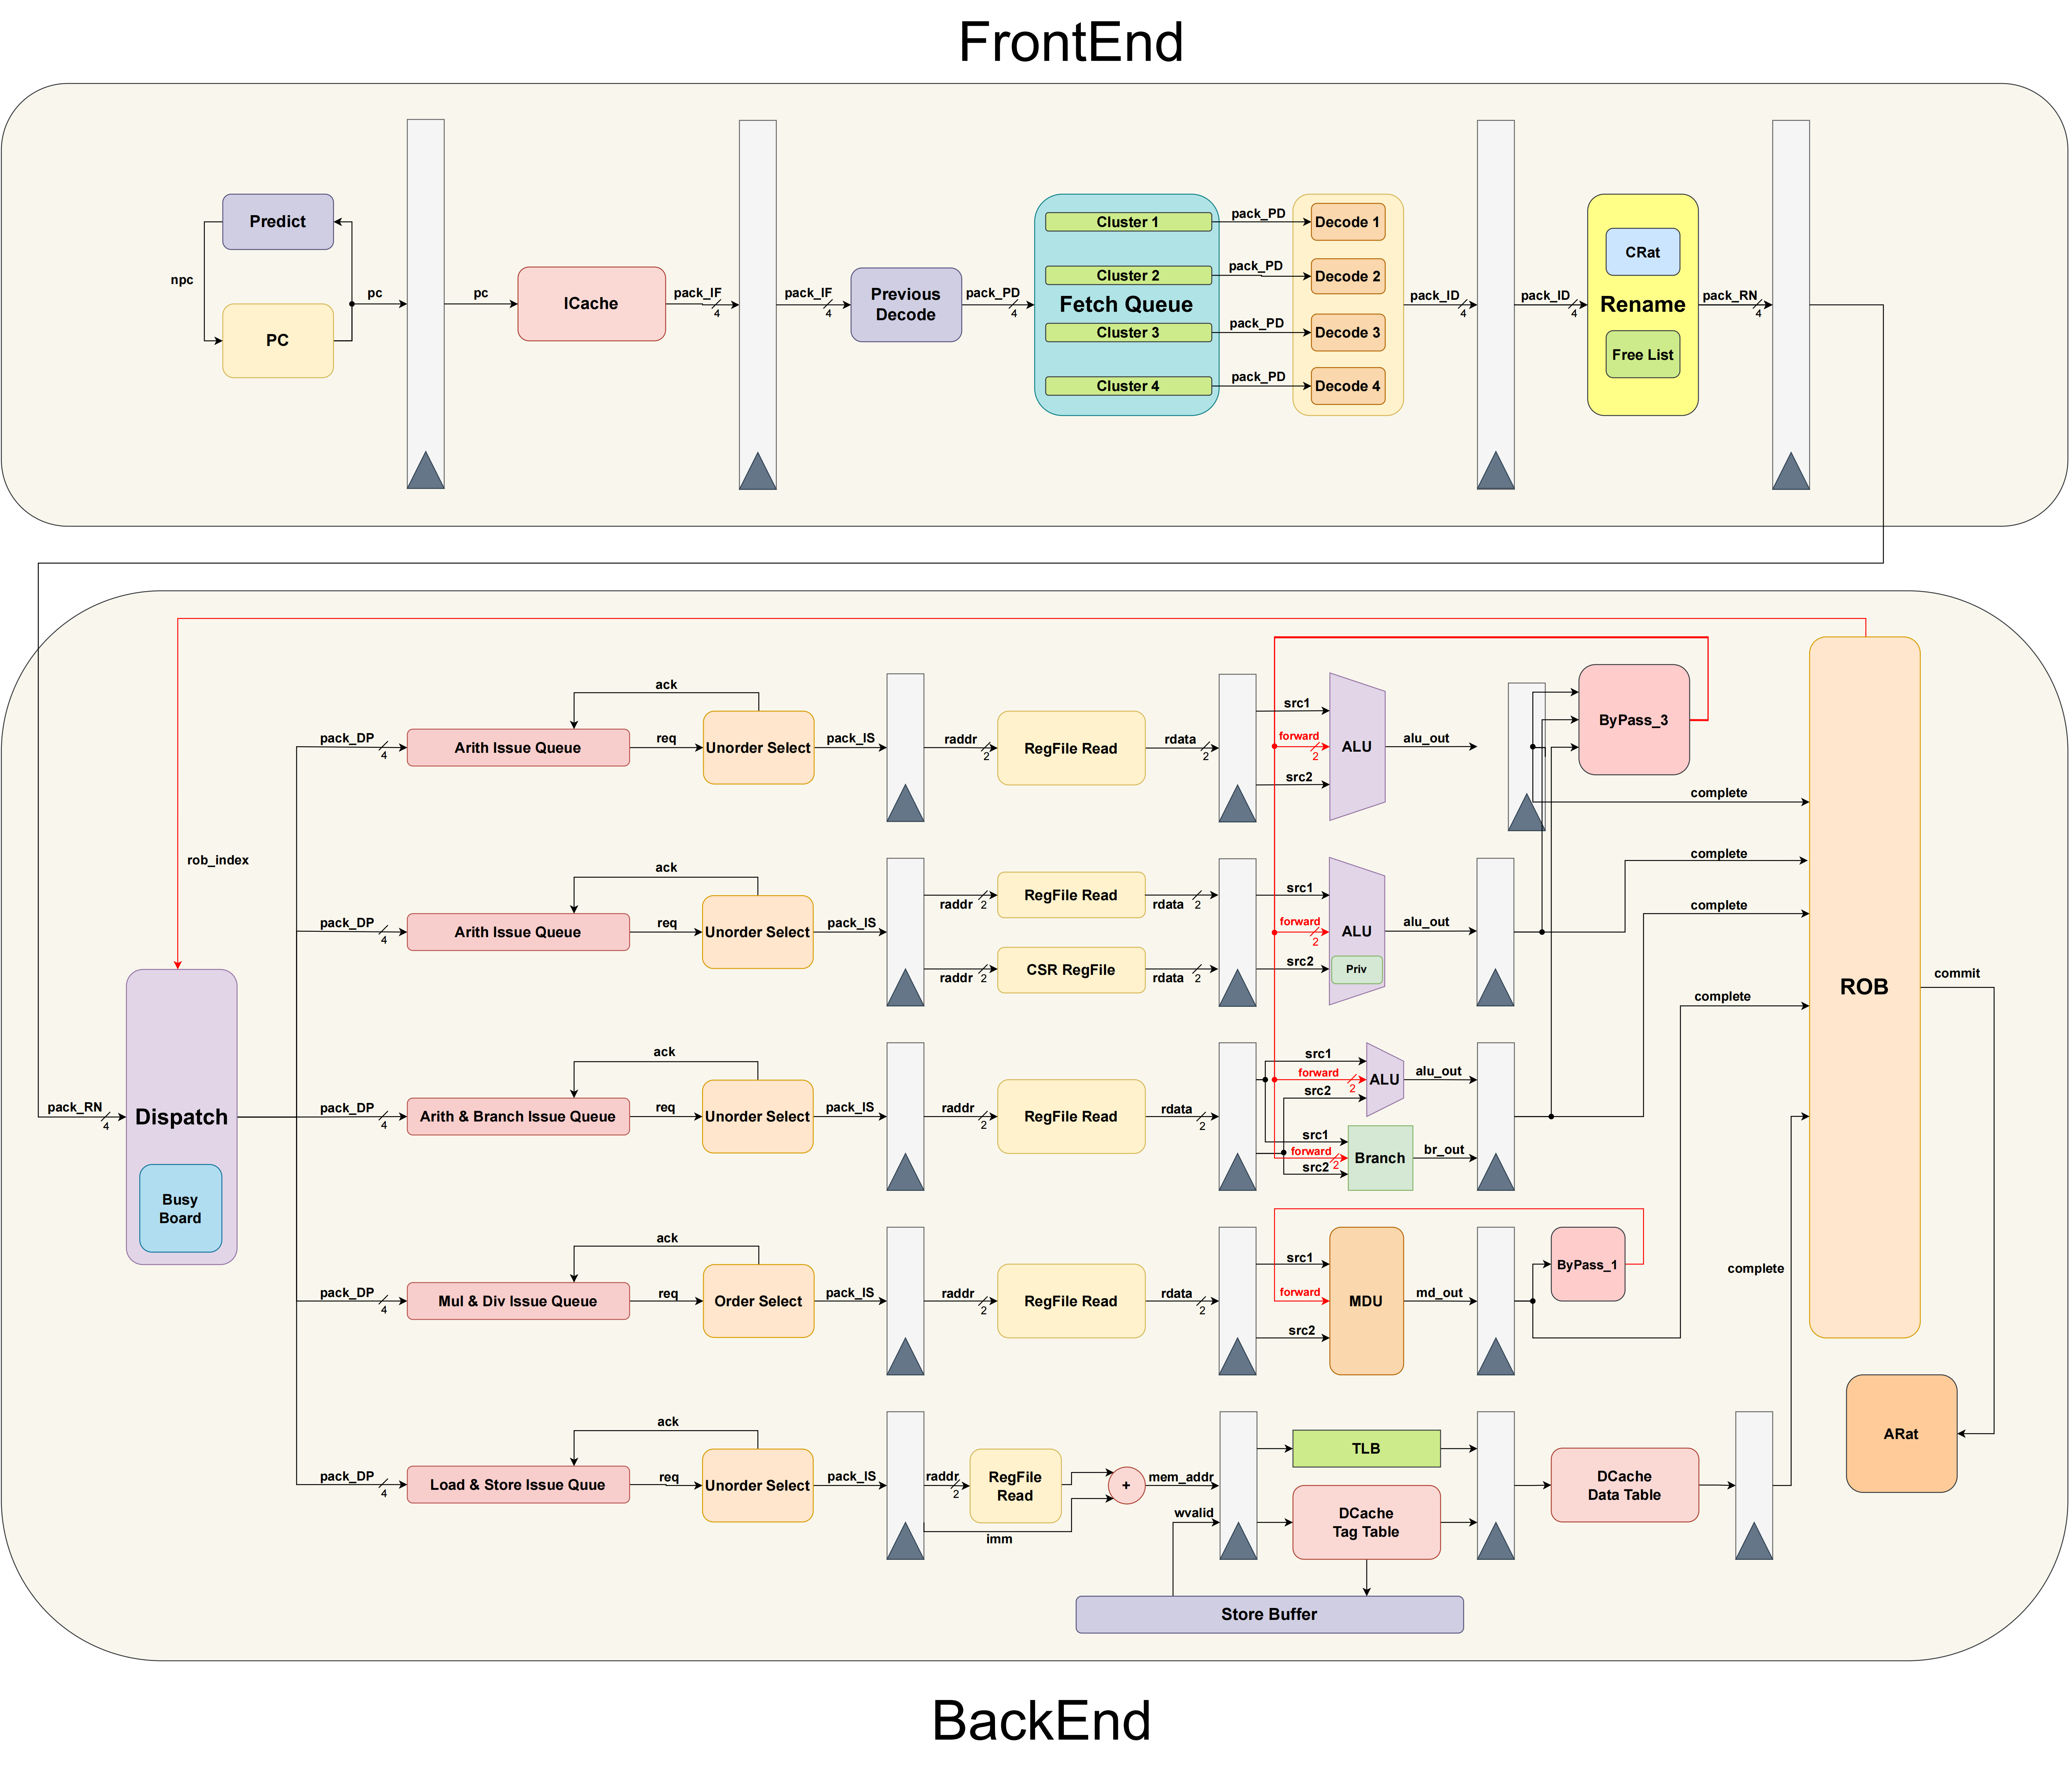 FrontEnd
Predict
npc
PC
pc
pc
ICache
pack_IF
4
pack_IF
4
Previous
Decode
pack_PD
4
Fetch Queue
Cluster 1
Cluster 2
Cluster 3
Cluster 4
pack_PD
pack_PD
pack_PD
pack_PD
Decode 1
Decode 2
Decode 3
Decode 4
pack_ID
4
pack_ID
4
CRat
Rename
Free List
pack_RN
4
rob_index
pack_RN
4
Dispatch
Busy
Board
pack_DP
4
Arith Issue Queue
ack
req
Unorder Select
pack_IS
raddr
2
RegFile Read
rdata
2
src1
forward
2
src2
ALU
alu_out
ByPass_3
complete
pack_DP
4
Arith Issue Queue
ack
req
Unorder Select
pack_IS
raddr
2
RegFile Read
rdata
2
raddr
2
CSR RegFile
rdata
2
src1
forward
2
src2
ALU
Priv
alu_out
complete
complete
pack_DP
4
Arith & Branch Issue Queue
ack
req
Unorder Select
pack_IS
raddr
2
RegFile Read
rdata
2
src1
forward
2
src2
ALU
alu_out
src1
forward
2
src2
Branch
br_out
complete
pack_DP
4
Mul & Div Issue Queue
ack
req
Order Select
pack_IS
raddr
2
RegFile Read
rdata
2
src1
forward
src2
MDU
md_out
ByPass_1
complete
pack_DP
4
Load & Store Issue Quue
ack
req
Unorder Select
pack_IS
raddr
2
RegFile
Read
imm
+
mem_addr
wvalid
TLB
DCache
Tag Table
DCache
Data Table
Store Buffer
ROB
commit
ARat
BackEnd